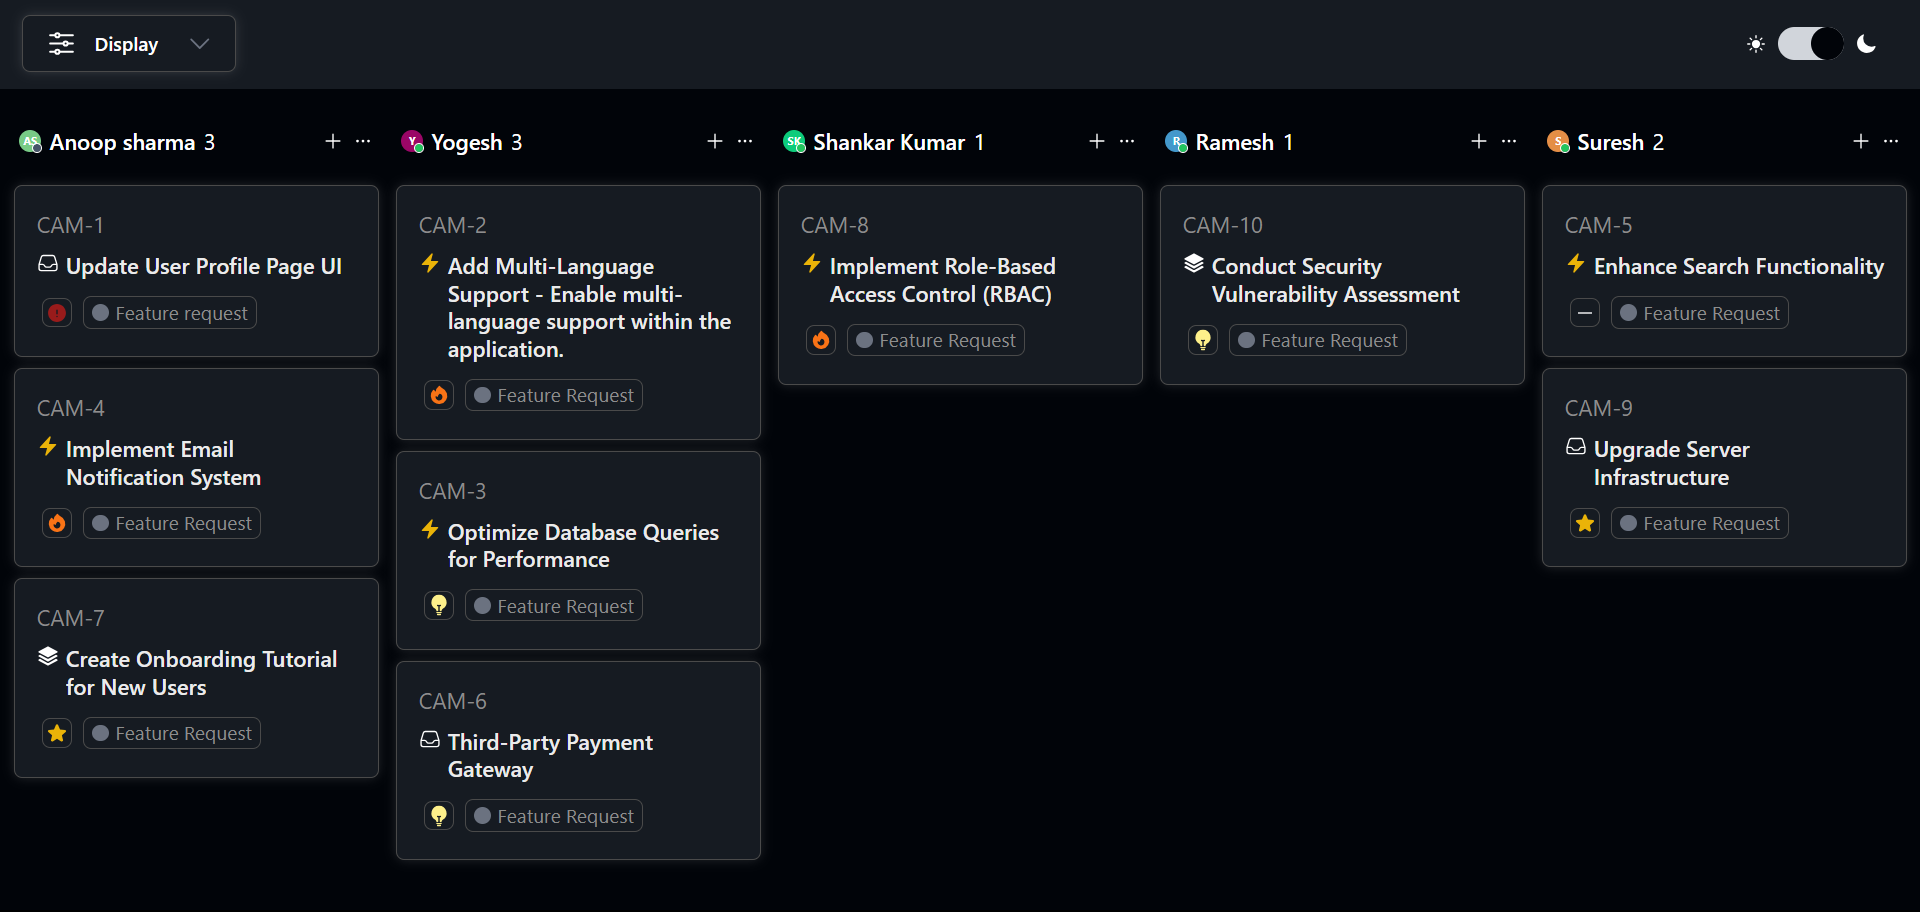 Display
AS Anoop sharma 3
CAM-1
Update User Profile Page UI
Feature request
CAM-4
Implement Email
Notification System
Feature Request
CAM-7
Create Onboarding Tutorial
for New Users
Feature Request
Y Yogesh 3
CAM-2
Add Multi-Language
Support - Enable multi-
language support within the
application.
Feature Request
CAM-3
Optimize Database Queries
for Performance
Feature Request
CAM-6
Third-Party Payment
Gateway
Feature Request
SK Shankar Kumar 1
CAM-8
Implement Role-Based
Access Control (RBAC)
Feature Request
R Ramesh 1
CAM-10
Conduct Security
Vulnerability Assessment
Feature Request
S Suresh 2
CAM-5
Enhance Search Functionality
Feature Request
CAM-9
Upgrade Server
Infrastructure
Feature Request